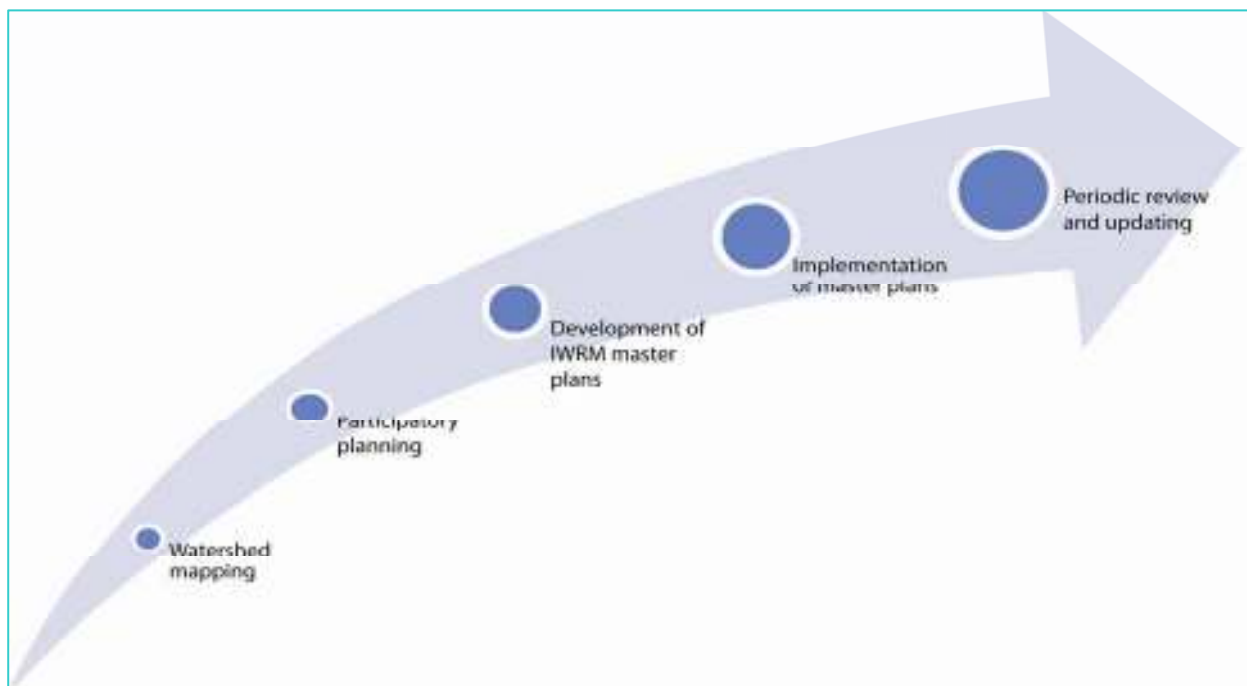 Periodic review
and updating
Implementation
of master plans
Development of
IWRM master
plans
Participatory
planning
Watershed
mapping